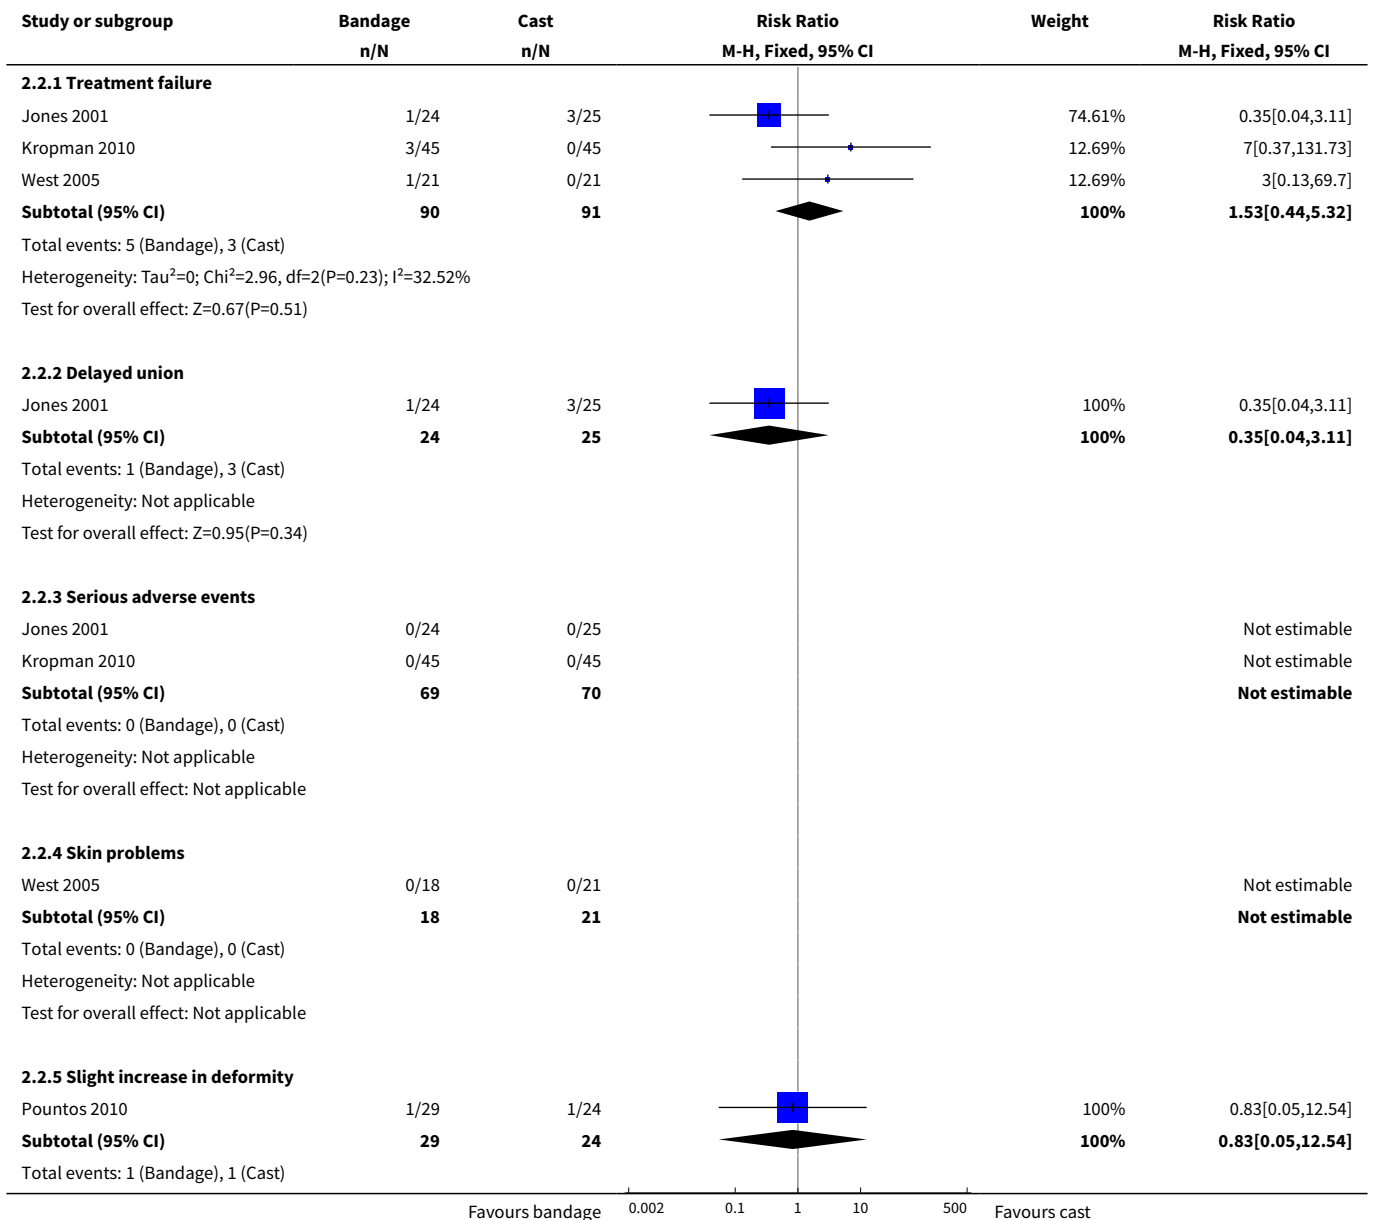 Study or subgroup Bandage Cast Risk Ratio Weight Risk Ratio
n/N n/N M-H, Fixed, 95% CI M-H, Fixed, 95% CI
2.2.1 Treatment failure
Jones 2001 1/24 3/25 74.61% 0.35[0.04,3.11]
Kropman 2010 3/45 0/45 12.69% 7[0.37,131.73]
West 2005 1/21 0/21 12.69% 3[0.13,69.7]
Subtotal (95% CI) 90 91 100% 1.53[0.44,5.32]
Total events: 5 (Bandage), 3 (Cast)
Heterogeneity: Tau²=0; Chi²=2.96, df=2(P=0.23); I²=32.52%
Test for overall effect: Z=0.67(P=0.51)
2.2.2 Delayed union
Jones 2001 1/24 3/25 100% 0.35[0.04,3.11]
Subtotal (95% CI) 24 25 100% 0.35[0.04,3.11]
Total events: 1 (Bandage), 3 (Cast)
Heterogeneity: Not applicable
Test for overall effect: Z=0.95(P=0.34)
2.2.3 Serious adverse events
Jones 2001 0/24 0/25 Not estimable
Kropman 2010 0/45 0/45 Not estimable
Subtotal (95% CI) 69 70 Not estimable
Total events: 0 (Bandage), 0 (Cast)
Heterogeneity: Not applicable
Test for overall effect: Not applicable
2.2.4 Skin problems
West 2005 0/18 0/21 Not estimable
Subtotal (95% CI) 18 21 Not estimable
Total events: 0 (Bandage), 0 (Cast)
Heterogeneity: Not applicable
Test for overall effect: Not applicable
2.2.5 Slight increase in deformity
Pountos 2010 1/29 1/24 100% 0.83[0.05,12.54]
Subtotal (95% CI) 29 24 100% 0.83[0.05,12.54]
Total events: 1 (Bandage), 1 (Cast)
Favours bandage 0.002 0.1 1 10 500 Favours cast